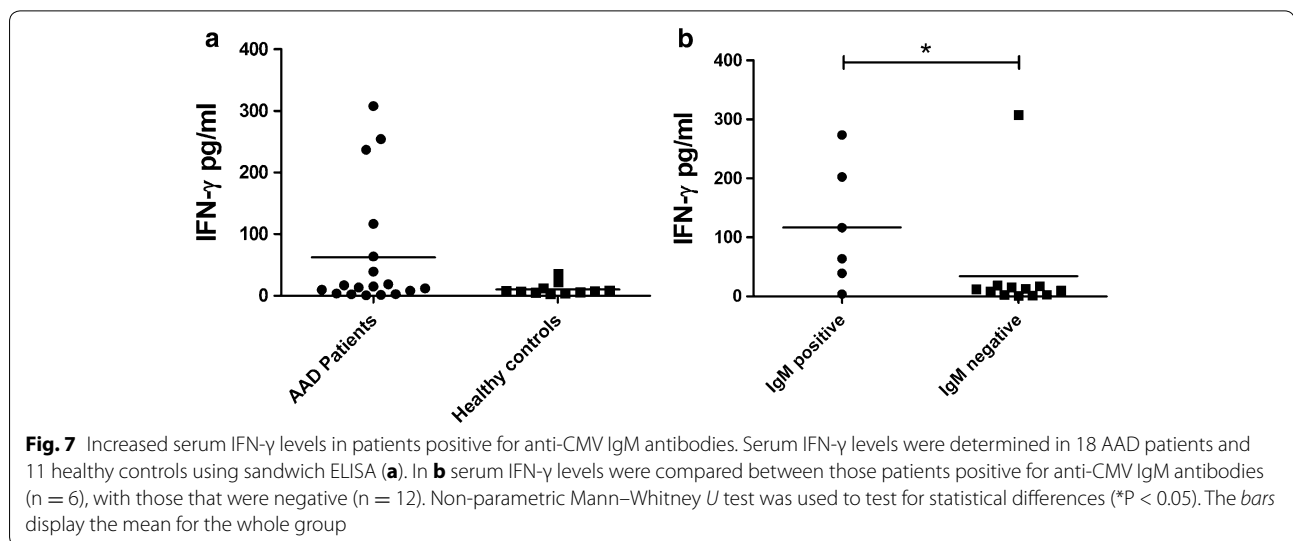 a
400
300
200
100
0
IFN-γ pg/ml
AAD Patients
Healthy controls
b
*
400
300
200
100
0
IFN-γ pg/ml
IgM positive
IgM negative
Fig. 7 Increased serum IFN-γ levels in patients positive for anti-CMV IgM antibodies. Serum IFN-γ levels were determined in 18 AAD patients and
11 healthy controls using sandwich ELISA (a). In b serum IFN-γ levels were compared between those patients positive for anti-CMV IgM antibodies
(n = 6), with those that were negative (n = 12). Non-parametric Mann–Whitney U test was used to test for statistical differences (*P < 0.05). The bars
display the mean for the whole group